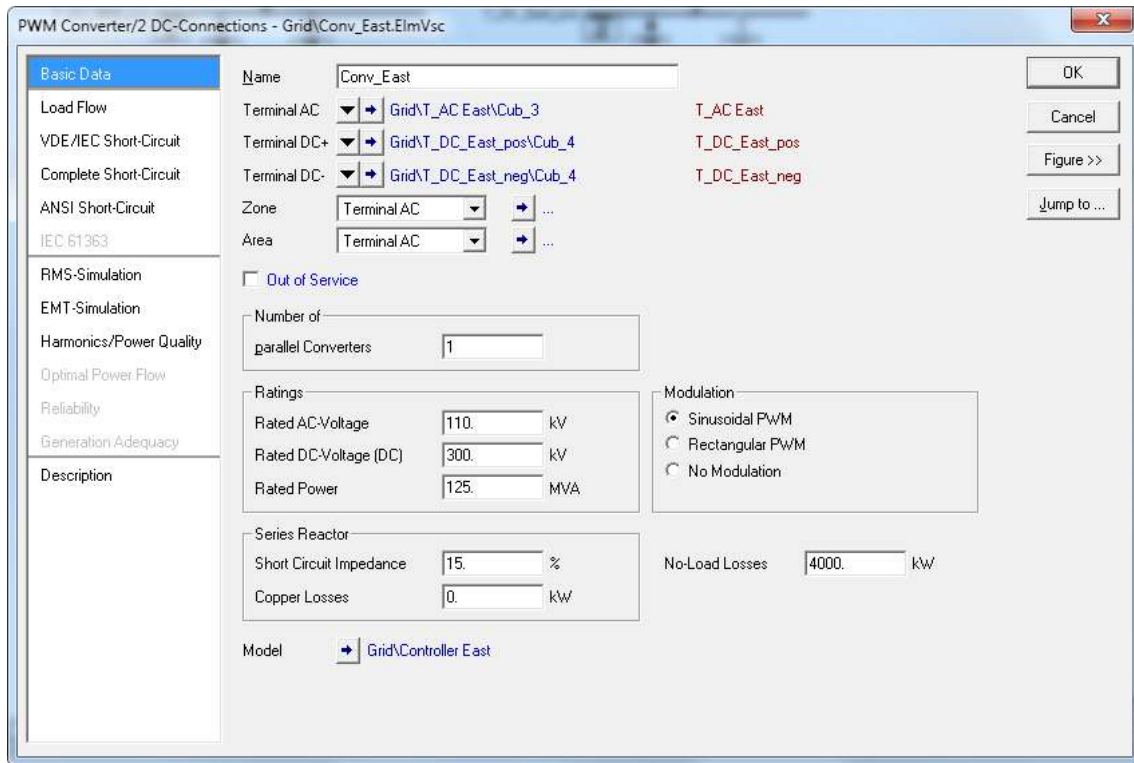 PWM Converter/2 DC-Connections - Grid\Conv_East.ElmVsc
Basic Data
Load Flow
VDE/IEC Short-Circuit
Complete Short-Circuit
ANSI Short-Circuit
IEC 61363
RMS-Simulation
EMT-Simulation
Harmonics/Power Quality
Optimal Power Flow
Reliability
Generation Adequacy
Description
Name Conv_East
Terminal AC Grid\T_AC East\Cub_3 T_AC East
Terminal DC+ Grid\T_DC_East_pos\Cub_4 T_DC_East_pos
Terminal DC- Grid\T_DC_East_neg\Cub_4 T_DC_East_neg
Zone Terminal AC ...
Area Terminal AC ...
Out of Service
Number of
parallel Converters 1
Ratings
Rated AC-Voltage 110. kV
Rated DC-Voltage (DC) 300. kV
Rated Power 125. MVA
Modulation
Sinusoidal PWM
Rectangular PWM
No Modulation
Series Reactor
Short Circuit Impedance 15. %
Copper Losses 0. kW
No-Load Losses 4000. kW
Model Grid\Controller East
OK
Cancel
Figure >>
Jump to ...